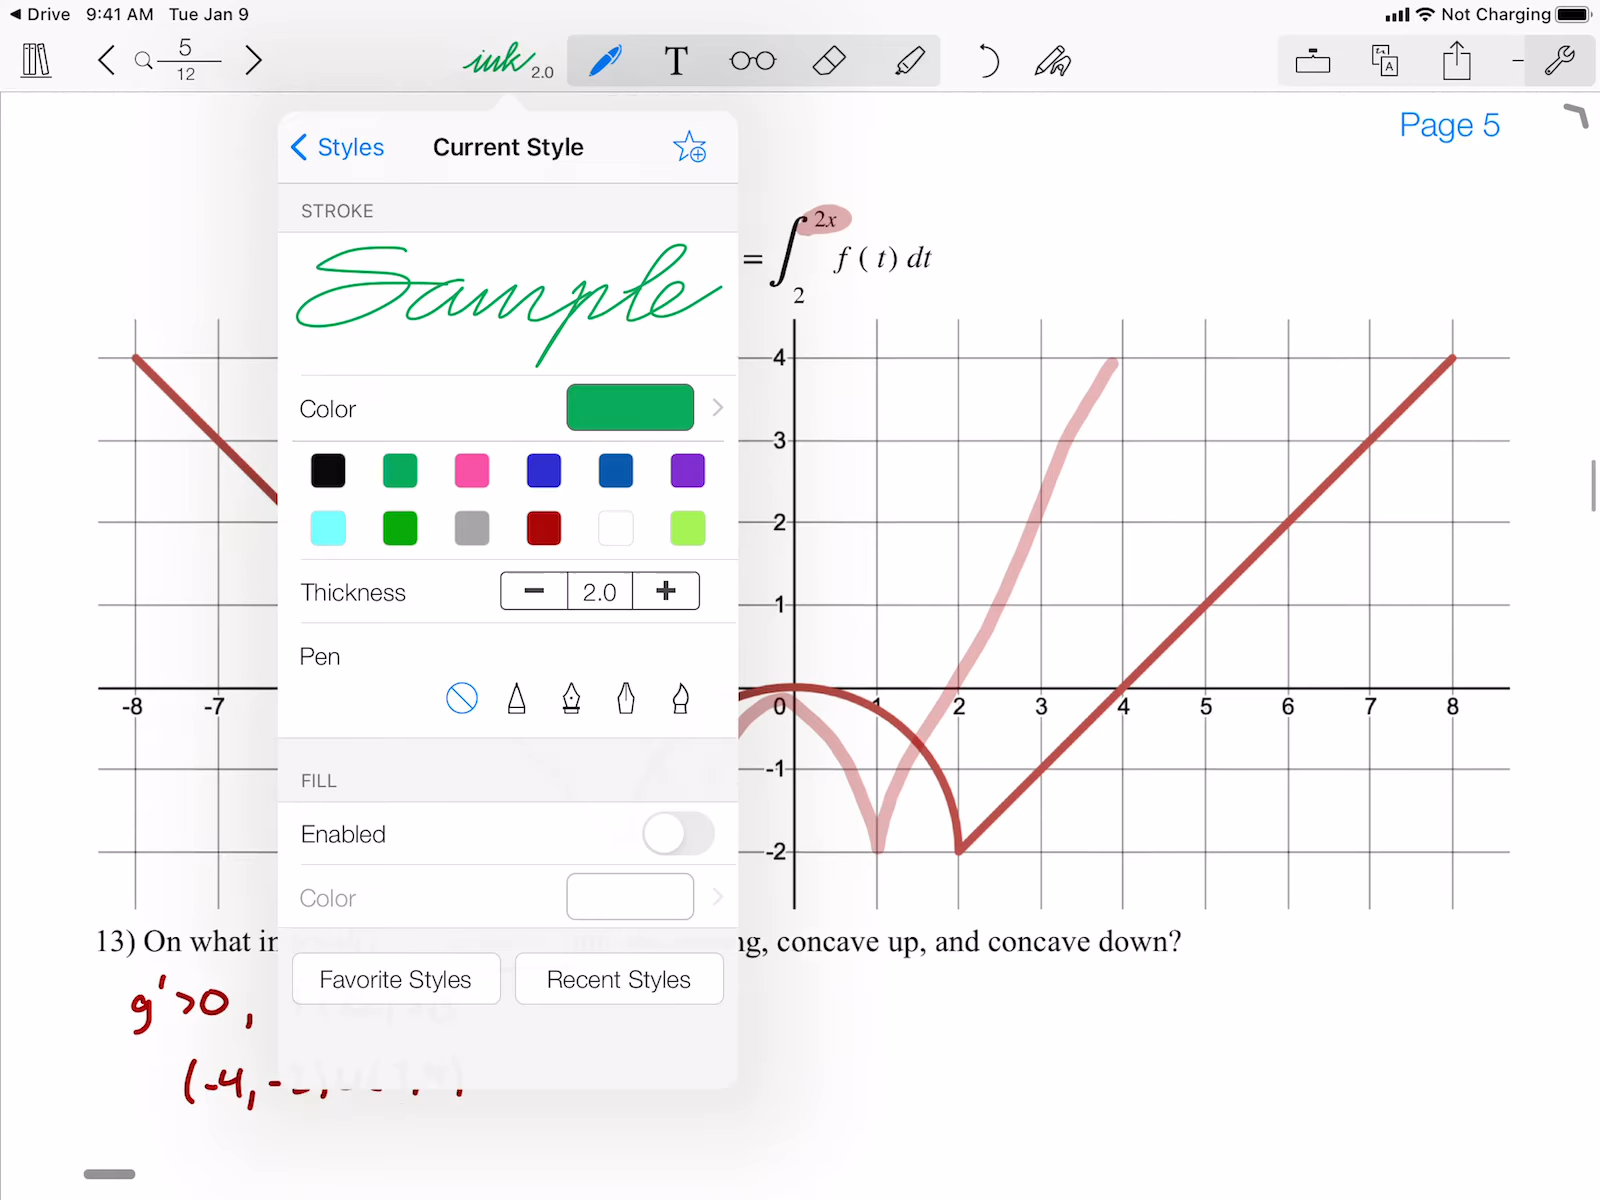 Drive 9:41 AM Tue Jan 9 Not Charging
5
12
ink 2.0 T
A
Page 5
Styles Current Style
STROKE
Sample
Color
Thickness 2.0
Pen
FILL
Enabled
Color
Favorite Styles Recent Styles
= ∫ 2x
f ( t ) dt
2
4
3
2
1
-8 -7 0 1 2 3 4 5 6 7 8
-1
-2
13) On what in ng, concave up, and concave down?
g' > 0 ,
(-4, -